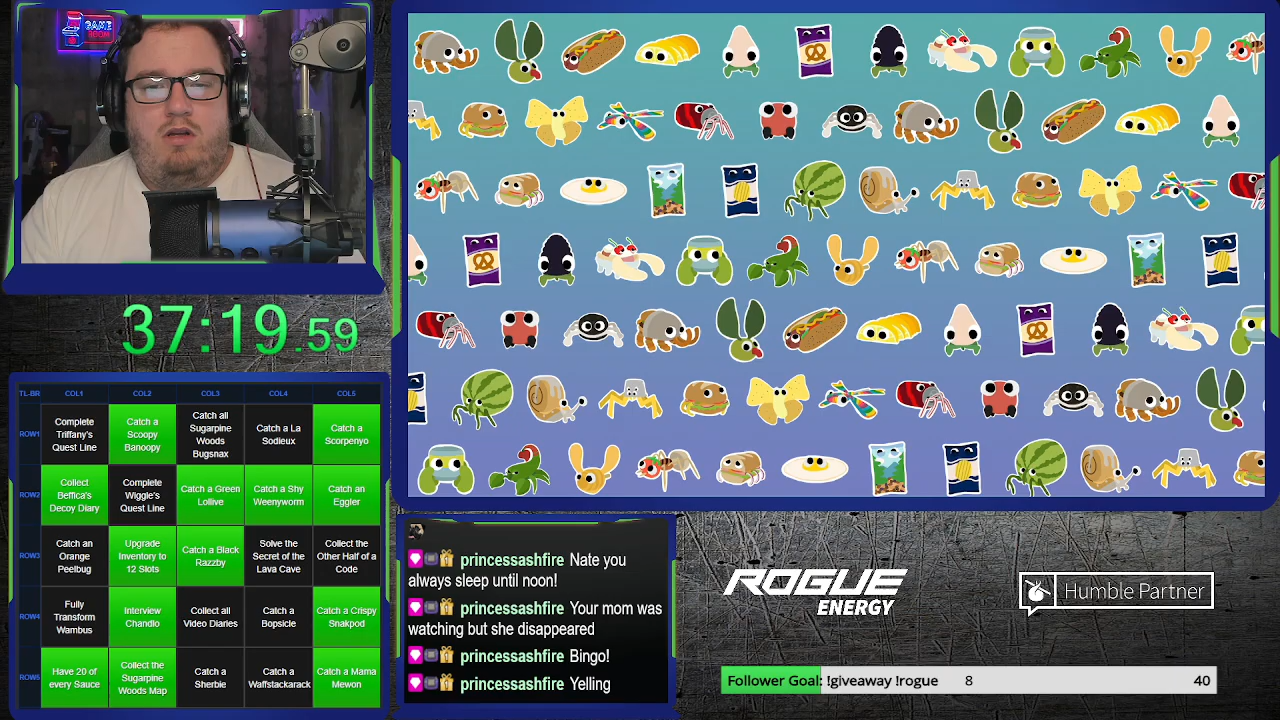 GAME
ROOM
37:19.59
TL-BR COL1 COL2 COL3 COL4 COL5
ROW1
Complete
Triffany's
Quest Line
Catch a
Scoopy
Banoopy
Catch all
Sugarpine
Woods
Bugsnax
Catch a La
Sodieux
Catch a
Scorpenyo
ROW2
Collect
Beffica's
Decoy Diary
Complete
Wiggle's
Quest Line
Catch a Green
Lollive
Catch a Shy
Weenyworm
Catch an
Eggler
ROW3
Catch an
Orange
Peelbug
Upgrade
Inventory to
12 Slots
Catch a Black
Razzby
Solve the
Secret of the
Lava Cave
Collect the
Other Half of a
Code
ROW4
Fully
Transform
Wambus
Interview
Chandlo
Collect all
Video Diaries
Catch a
Bopsicle
Catch a Crispy
Snakpod
ROW5
Have 20 of
every Sauce
Collect the
Sugarpine
Woods Map
Catch a
Sherbie
Catch a
Waffstackarack
Catch a Mama
Mewon
princessashfire Nate you
always sleep until noon!
princessashfire Your mom was
watching but she disappeared
princessashfire Bingo!
princessashfire Yelling
ROGUE
ENERGY
Humble Partner
Follower Goal: !giveaway !rogue 8 40